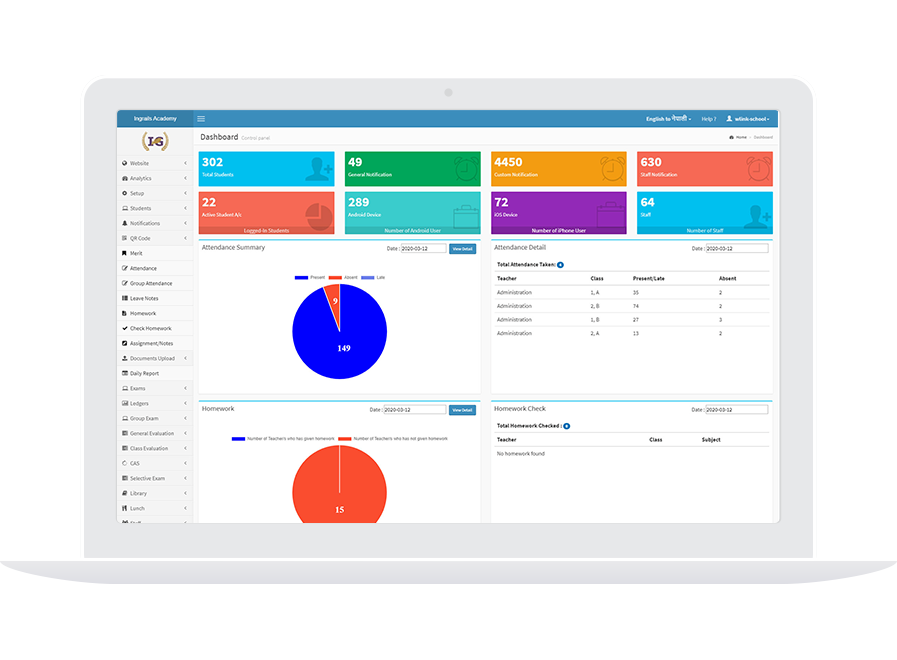 Ingrails Academy
English to नेपाली
Help ?
wlink-school
IG
Dashboard Control panel
Home > Dashboard
Website
Analytics
Setup
Students
Notifications
QR Code
Merit
Attendance
Group Attendance
Leave Notes
Homework
Check Homework
Assignment/Notes
Documents Upload
Daily Report
Exams
Ledgers
Group Exam
General Evaluation
Class Evaluation
CAS
Selective Exam
Library
Lunch
302
Total Students
49
General Notification
4450
Custom Notification
630
Staff Notification
22
Active Student A/c
Logged-In Students
289
Android Device
Number of Android User
72
iOS Device
Number of iPhone User
64
Staff
Number of Staff
Attendance Summary
Date : 2020-03-12 View Detail
Present Absent Late
9
149
Attendance Detail
Date : 2020-03-12
Total Attendance Taken: 4
Teacher Class Present/Late Absent
Administration 1, A 35 2
Administration 2, B 74 2
Administration 1, B 27 3
Administration 2, A 13 2
Homework
Date : 2020-03-12 View Detail
Number of Teacher's who has given homework Number of Teacher's who has not given homework
15
Homework Check
Date : 2020-03-12
Total Homework Checked : 0
Teacher Class Subject
No homework found